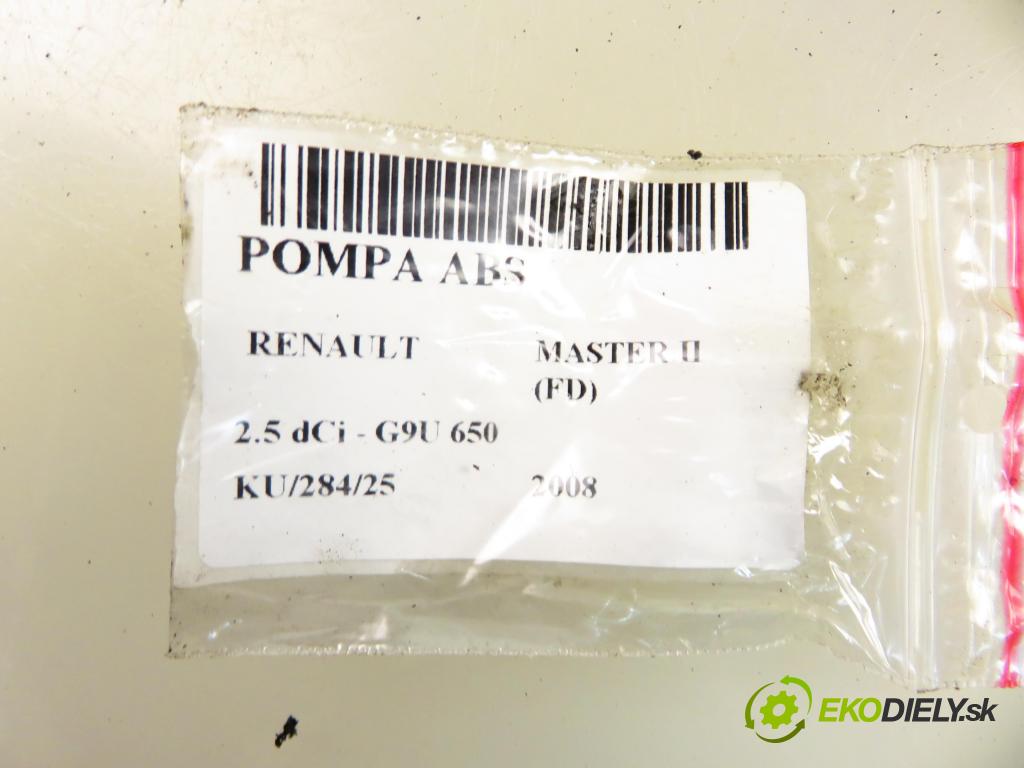 POMPA ABS
RENAULT MASTER II
(FD)
2.5 dCi - G9U 650
KU/284/25 2008
EKODIELY.sk